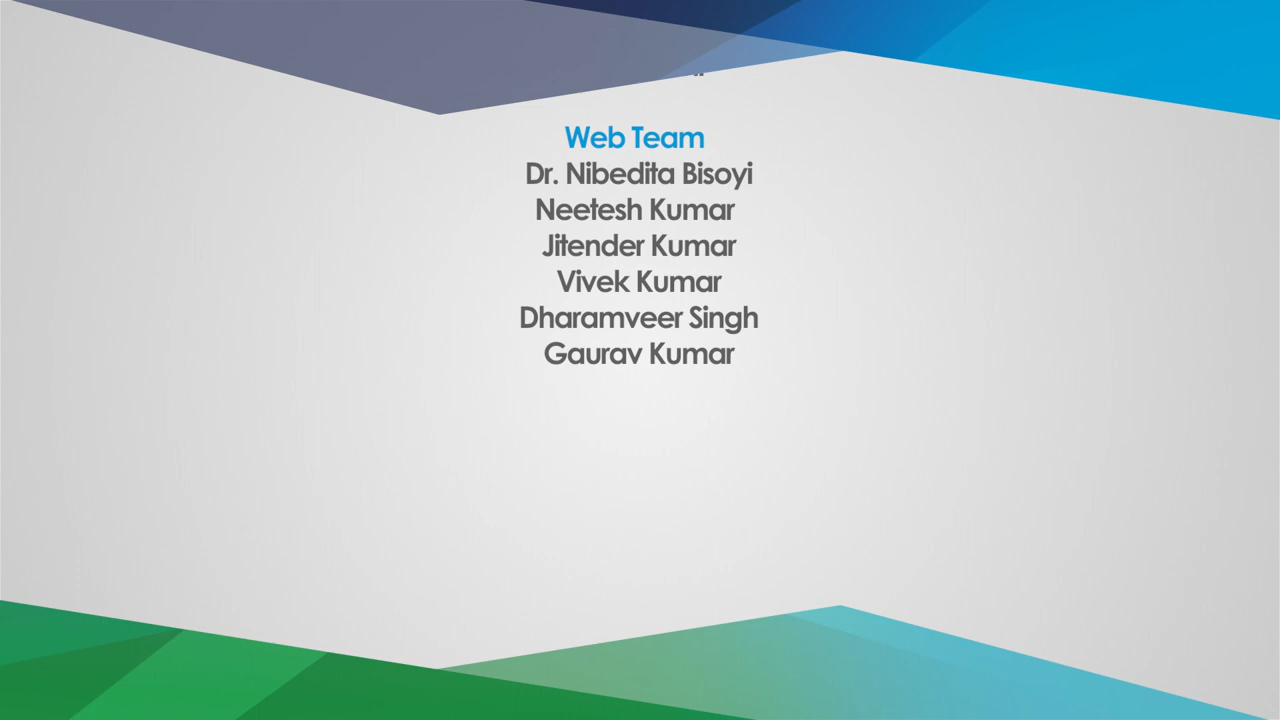 Web Team
Dr. Nibedita Bisoyi
Neetesh Kumar
Jitender Kumar
Vivek Kumar
Dharamveer Singh
Gaurav Kumar